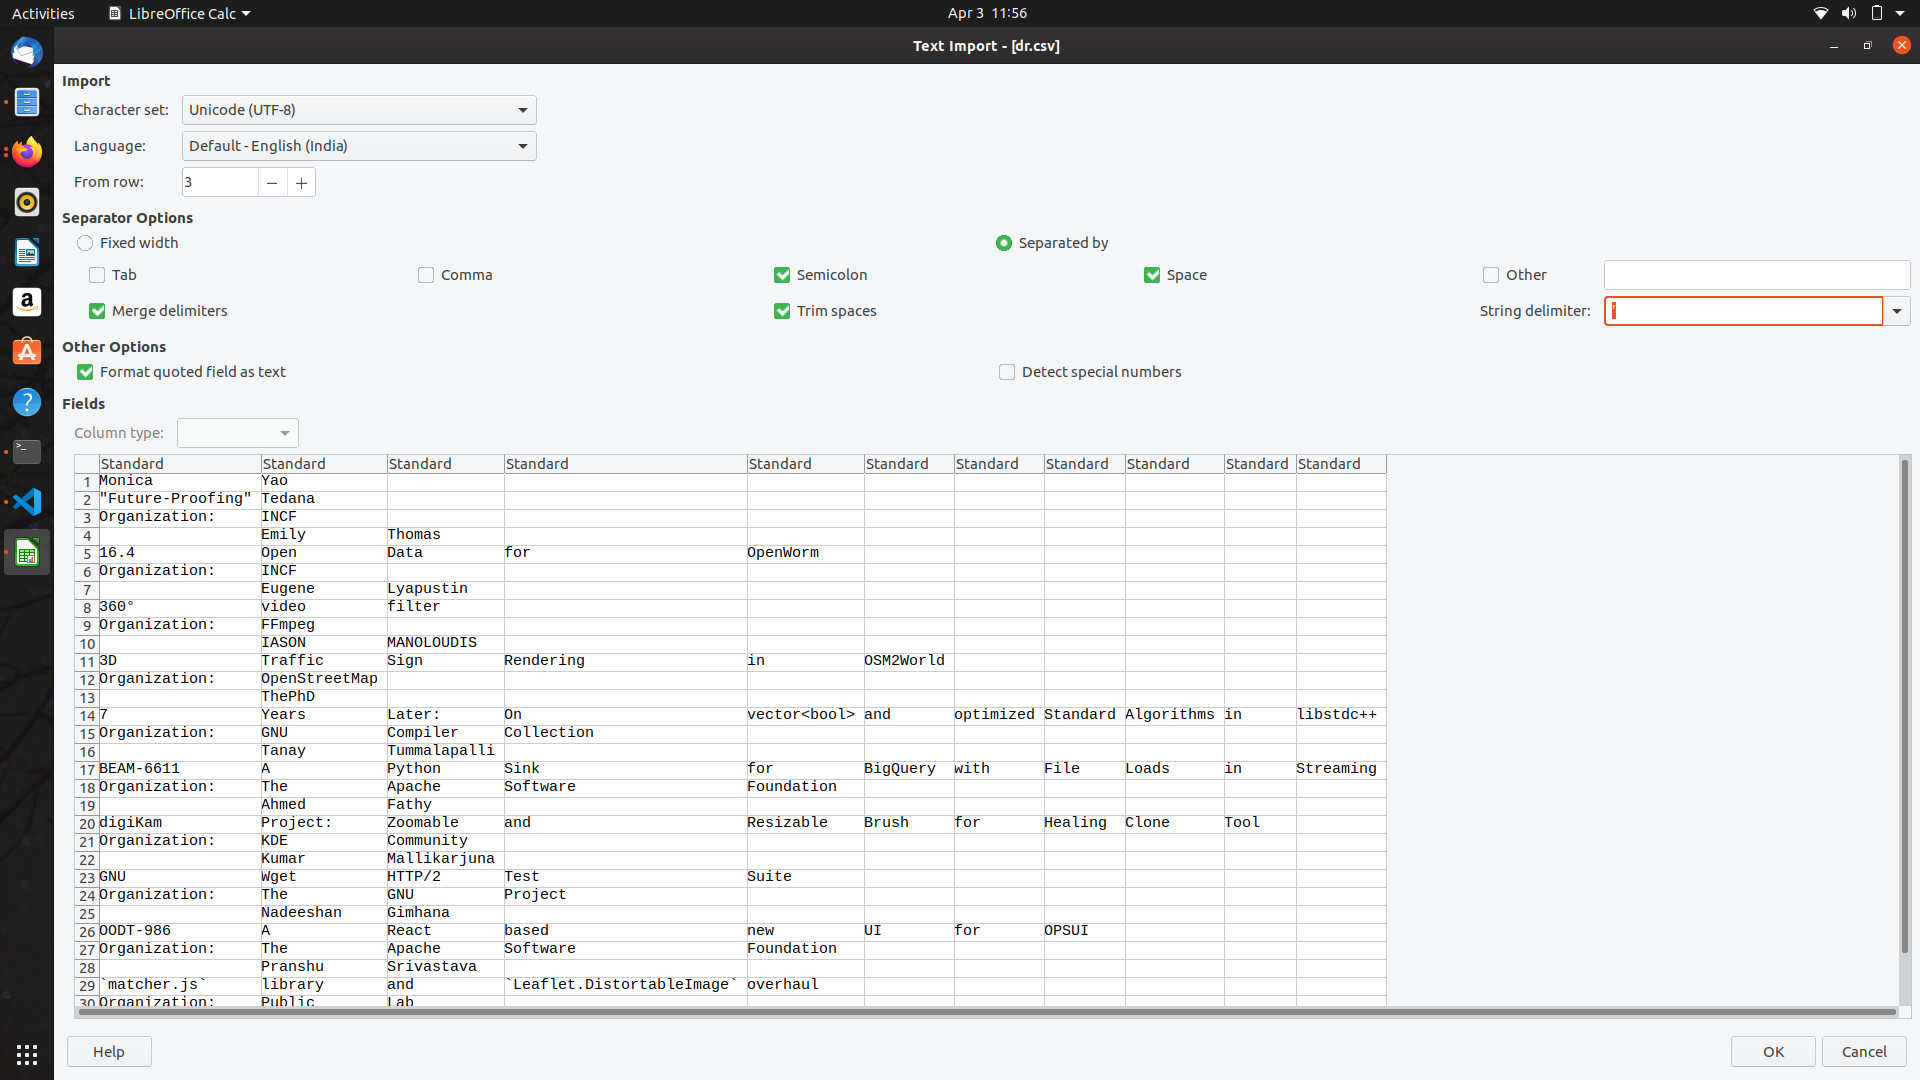 Activities LibreOffice Calc Apr 3 11:56
Text Import - [dr.csv]
Import
Character set: Unicode (UTF-8)
Language: Default - English (India)
From row: 3
Separator Options
Fixed width Separated by
Tab Comma Semicolon Space Other
Merge delimiters Trim spaces String delimiter:
Other Options
Format quoted field as text Detect special numbers
Fields
Column type:
Standard Standard Standard Standard Standard Standard Standard Standard Standard Standard Standard
1 Monica Yao
2 "Future-Proofing" Tedana
3 Organization: INCF
4 Emily Thomas
5 16.4 Open Data for OpenWorm
6 Organization: INCF
7 Eugene Lyapustin
8 360° video filter
9 Organization: FFmpeg
10 IASON MANOLOUDIS
11 3D Traffic Sign Rendering in OSM2World
12 Organization: OpenStreetMap
13 ThePhD
14 7 Years Later: On vector<bool> and optimized Standard Algorithms in libstdc++
15 Organization: GNU Compiler Collection
16 Tanay Tummalapalli
17 BEAM-6611 A Python Sink for BigQuery with File Loads in Streaming
18 Organization: The Apache Software Foundation
19 Ahmed Fathy
20 digiKam Project: Zoomable and Resizable Brush for Healing Clone Tool
21 Organization: KDE Community
22 Kumar Mallikarjuna
23 GNU Wget HTTP/2 Test Suite
24 Organization: The GNU Project
25 Nadeeshan Gimhana
26 OODT-986 A React based new UI for OPSUI
27 Organization: The Apache Software Foundation
28 Pranshu Srivastava
29 `matcher.js` library and `Leaflet.DistortableImage` overhaul
30 Organization: Public Lab
Help OK Cancel